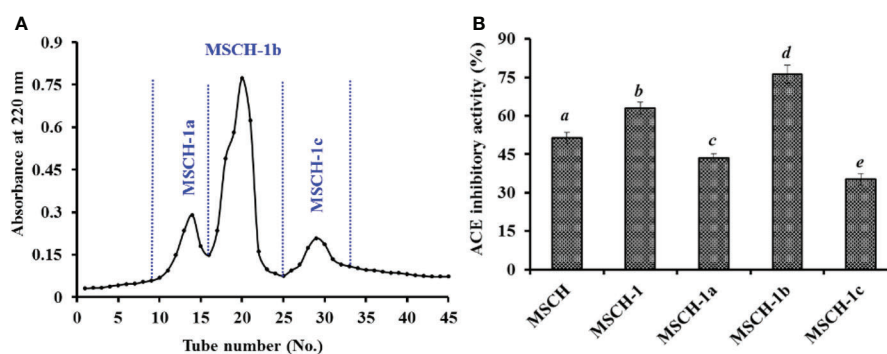 A
Absorbance at 220 nm
0.9
0.75
0.6
0.45
0.3
0.15
0
MSCH-1a
MSCH-1b
MSCH-1c
0 5 10 15 20 25 30 35 40 45
Tube number (No.)
B
ACE inhibitory activity (%)
90
75
60
45
30
15
0
a
b
c
d
e
MSCH
MSCH-1
MSCH-1a
MSCH-1b
MSCH-1c